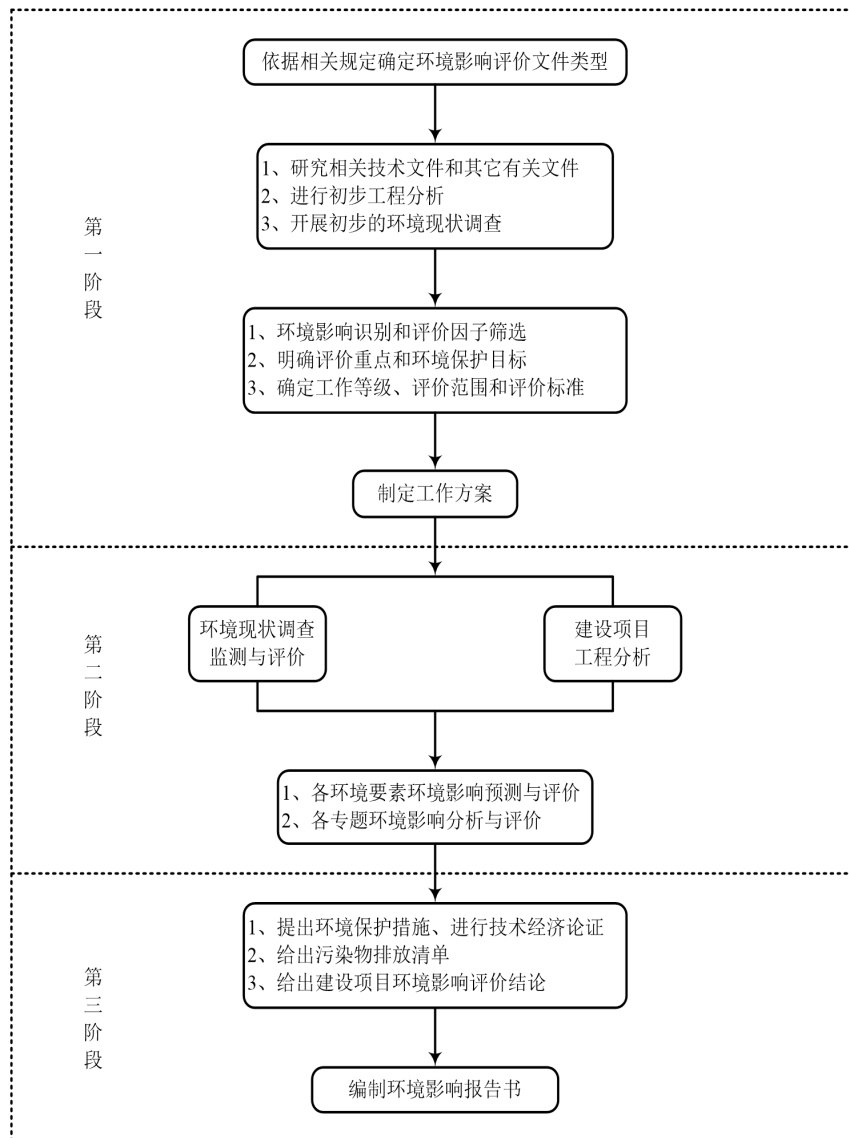 依据相关规定确定环境影响评价文件类型
1、研究相关技术文件和其它有关文件
2、进行初步工程分析
3、开展初步的环境现状调查
第一阶段
1、环境影响识别和评价因子筛选
2、明确评价重点和环境保护目标
3、确定工作等级、评价范围和评价标准
制定工作方案
第二阶段
环境现状调查
监测与评价
建设项目
工程分析
1、各环境要素环境影响预测与评价
2、各专题环境影响分析与评价
第三阶段
1、提出环境保护措施、进行技术经济论证
2、给出污染物排放清单
3、给出建设项目环境影响评价结论
编制环境影响报告书